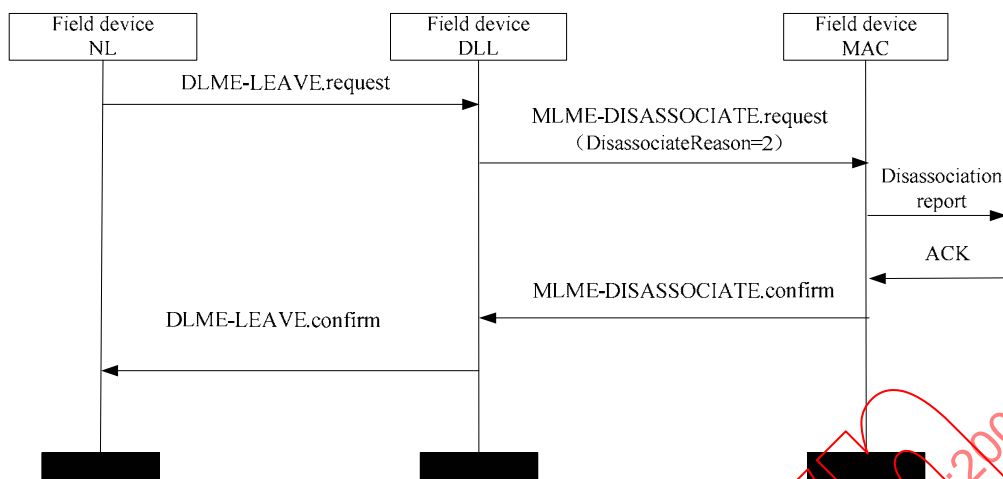 Field device
NL
Field device
DLL
Field device
MAC
DLME-LEAVE.request
MLME-DISASSOCIATE.request
（DisassociateReason=2）
Disassociation
report
ACK
MLME-DISASSOCIATE.confirm
DLME-LEAVE.confirm